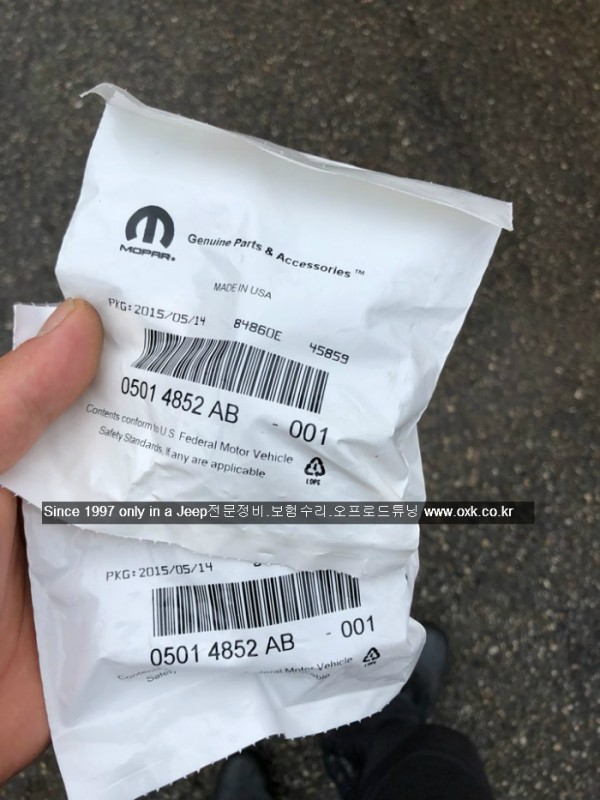 MOPAR® Genuine Parts & Accessories™
MADE IN USA
PKG:2015/05/14 84860E 45859
0501 4852 AB - 001
Contents conform to U.S. Federal Motor Vehicle
Safety Standards, if any are applicable
LDPE
Since 1997 only in a Jeep전문정비.보험수리.오프로드튜닝 www.oxk.co.kr
PKG:2015/05/14
0501 4852 AB - 001
Federal Motor Vehicle
LDPE